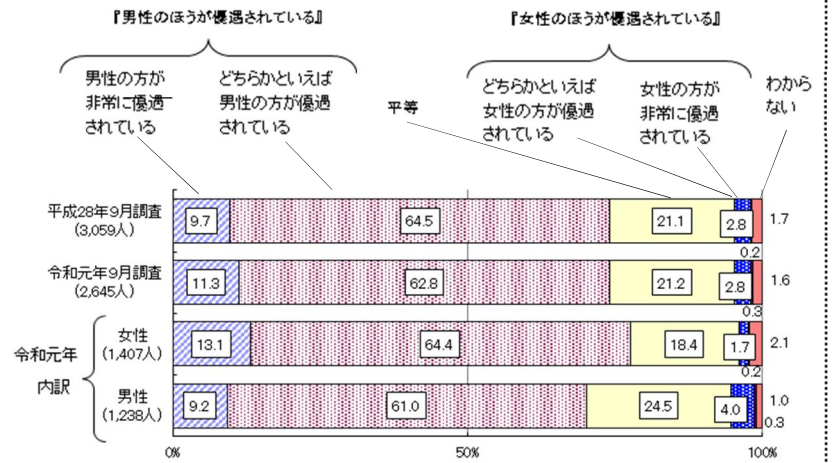 『男性のほうが優遇されている』
『女性のほうが優遇されている』
男性の方が
非常に優遇
されている
どちらかといえば
男性の方が優遇
されている
平等
どちらかといえば
女性の方が優遇
されている
女性の方が
非常に優遇
されている
わから
ない
平成28年9月調査
(3,059人)
9.7
64.5
21.1
2.8
1.7
0.2
令和元年9月調査
(2,645人)
11.3
62.8
21.2
2.8
1.6
0.3
令和元年
内訳
女性
(1,407人)
13.1
64.4
18.4
1.7
2.1
0.2
男性
(1,238人)
9.2
61.0
24.5
4.0
1.0
0.3
0%
50%
100%